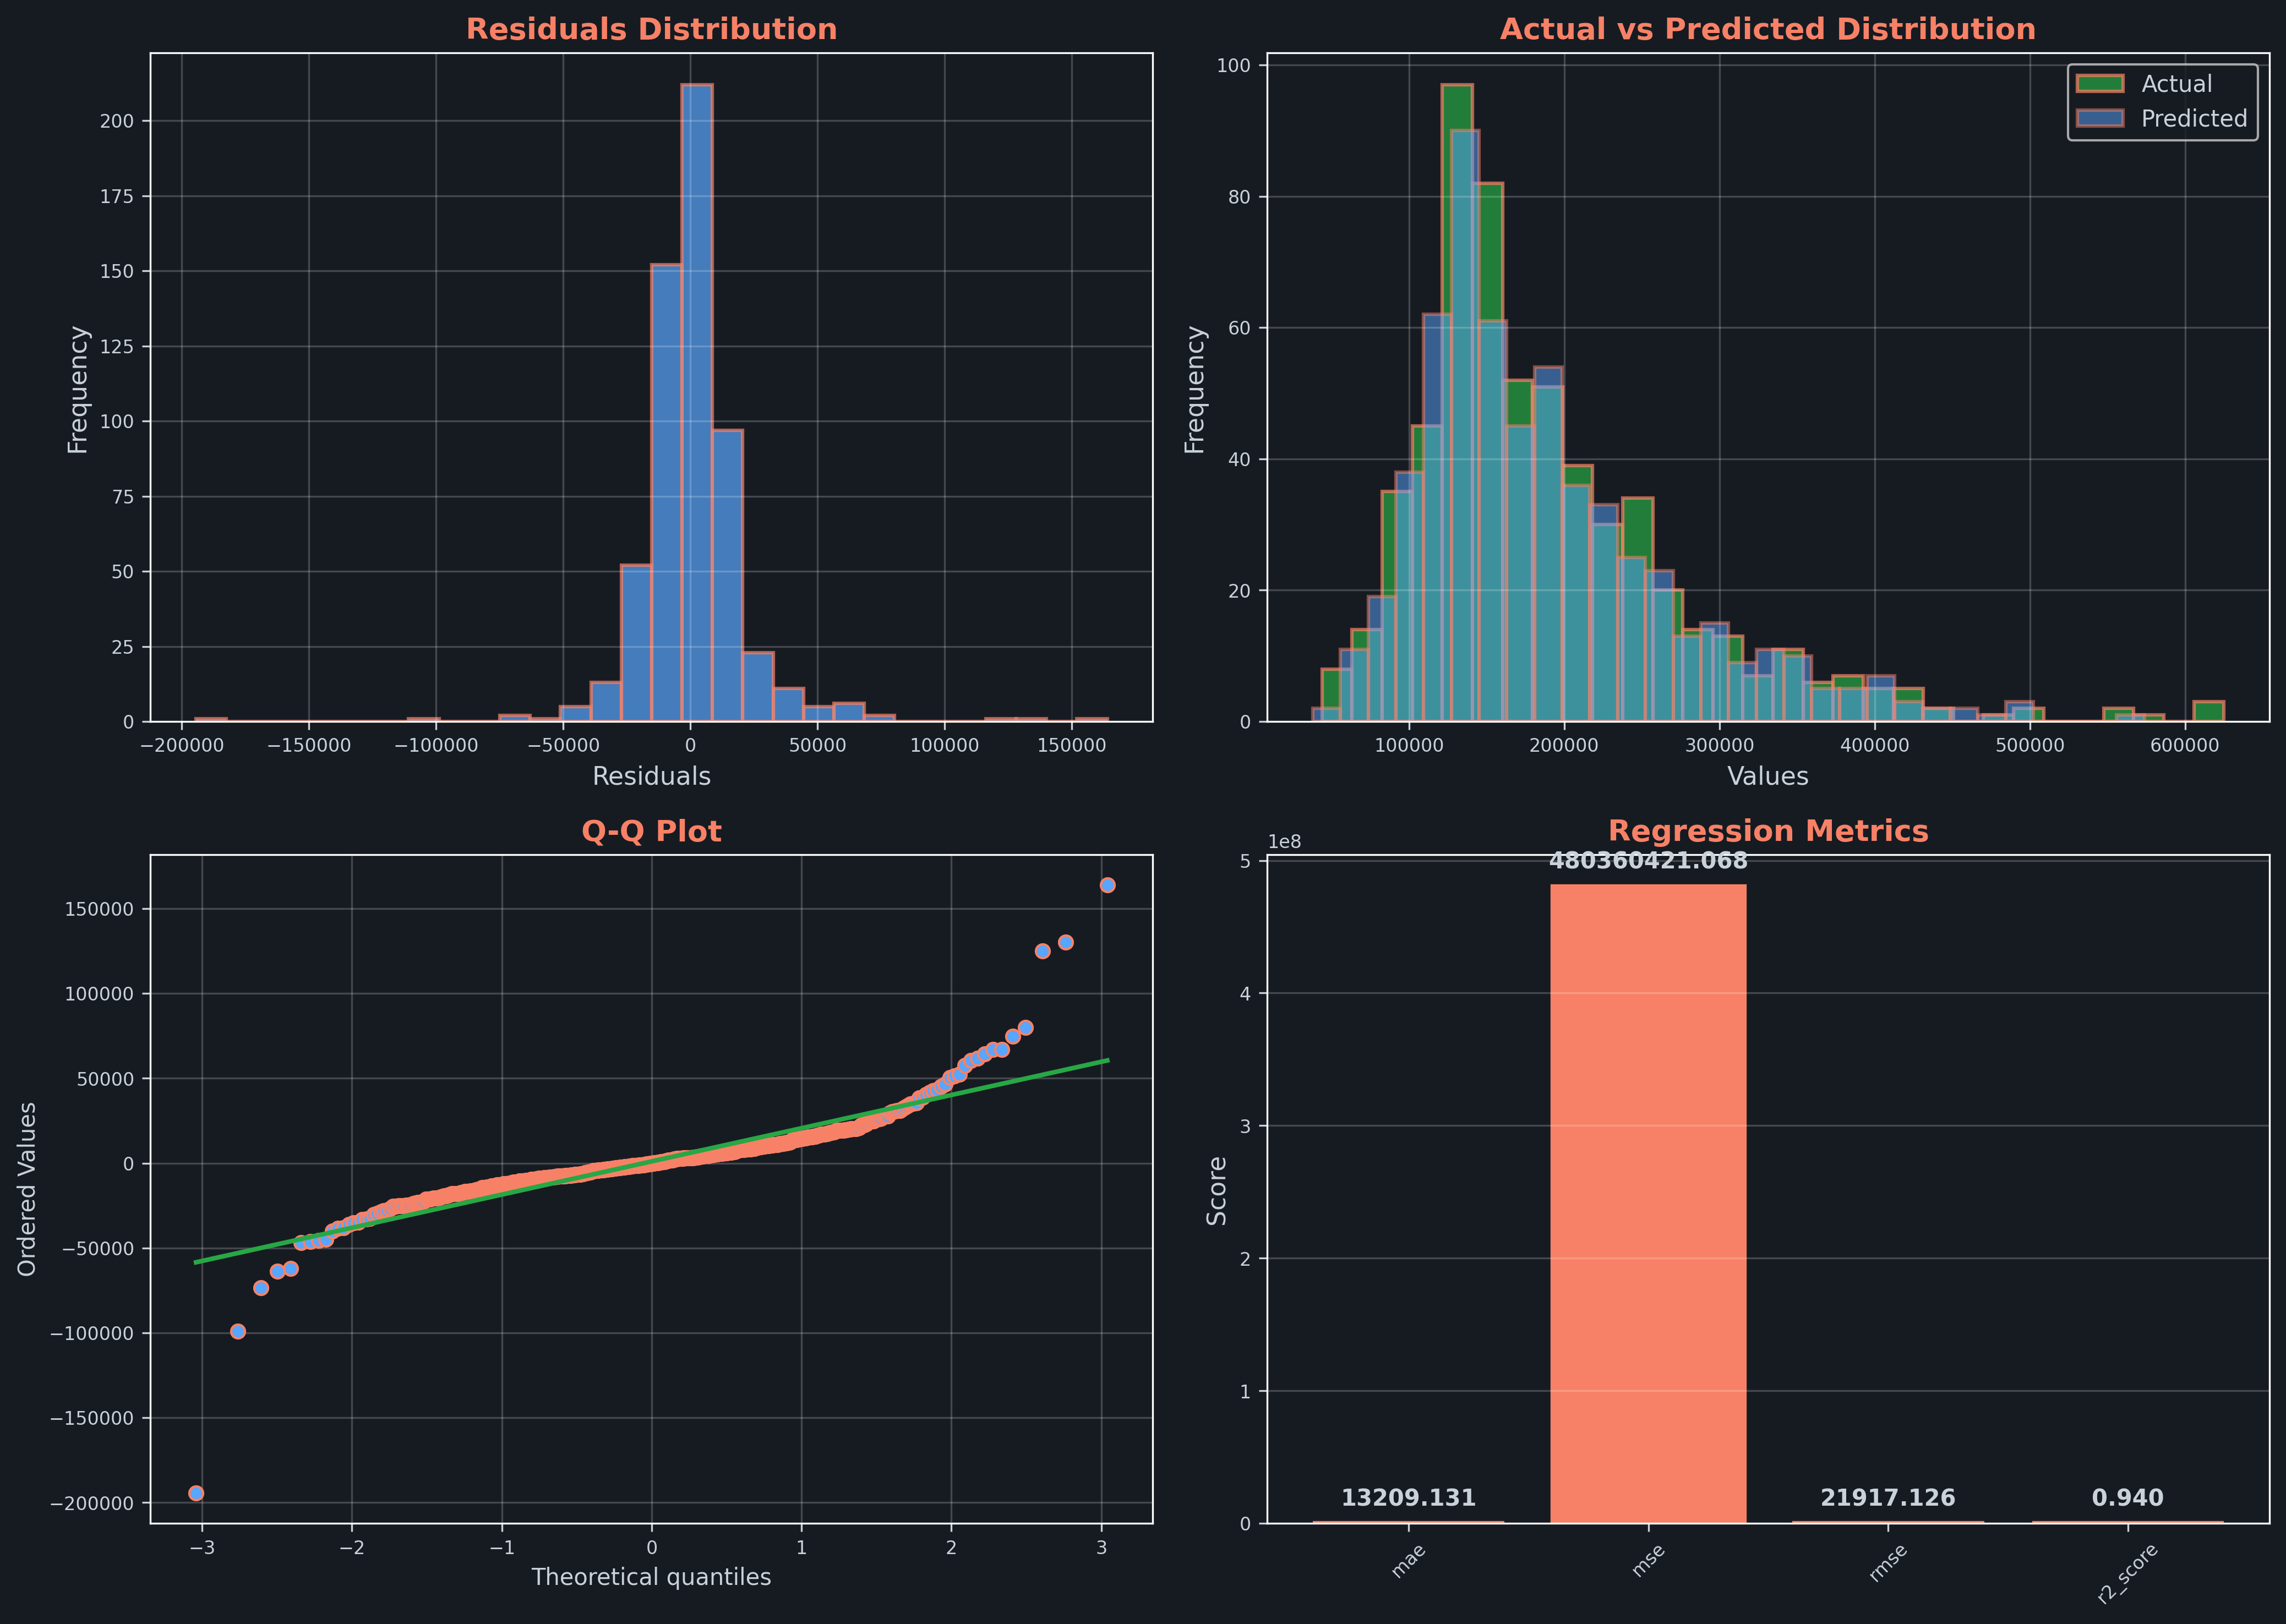 Residuals Distribution
Frequency
200
175
150
125
100
75
50
25
0
−200000 −150000 −100000 −50000 0 50000 100000 150000
Residuals
Actual vs Predicted Distribution
Actual
Predicted
Frequency
100
80
60
40
20
0
100000 200000 300000 400000 500000 600000
Values
Q-Q Plot
Ordered Values
150000
100000
50000
0
−50000
−100000
−150000
−200000
−3 −2 −1 0 1 2 3
Theoretical quantiles
Regression Metrics
1e8
Score
5
4
3
2
1
0
480360421.068
13209.131
21917.126
0.940
mae
mse
rmse
r2_score